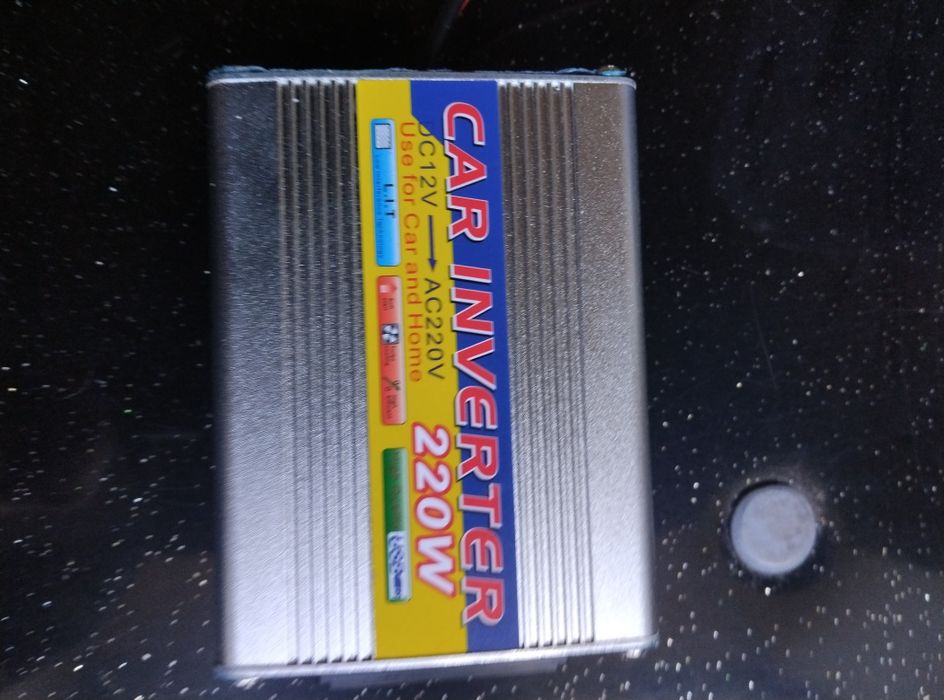 CAR INVERTER
DC12V → AC220V
220W
Use for Car and Home
L.I.T